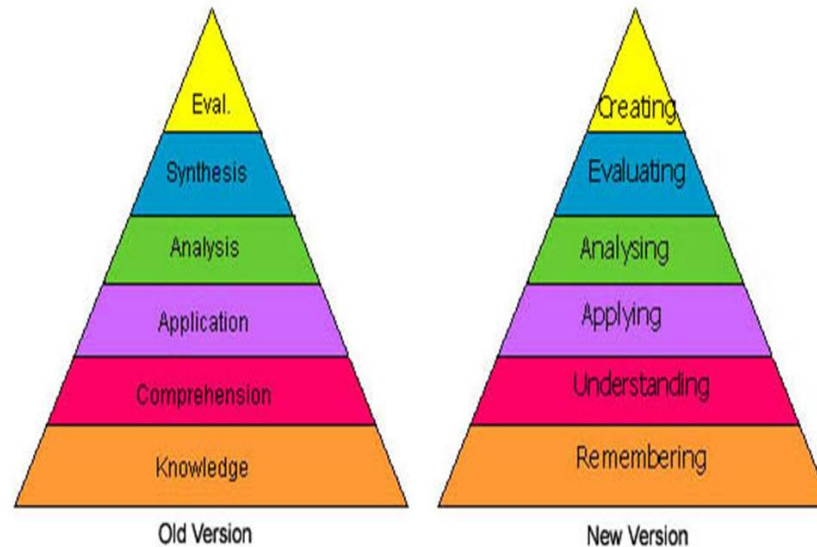 Eval.
Synthesis
Analysis
Application
Comprehension
Knowledge
Old Version
Creating
Evaluating
Analysing
Applying
Understanding
Remembering
New Version